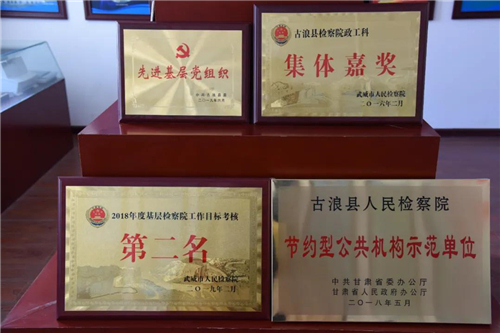 先进基层党组织
古浪县检察院政工科
集体嘉奖
武威市人民检察院
二〇一六年二月
2018年度基层检察院工作目标考核
第二名
武威市人民检察院
二〇一九年二月
古浪县人民检察院
节约型公共机构示范单位
中共甘肃省委办公厅
甘肃省人民政府办公厅
二〇一八年五月